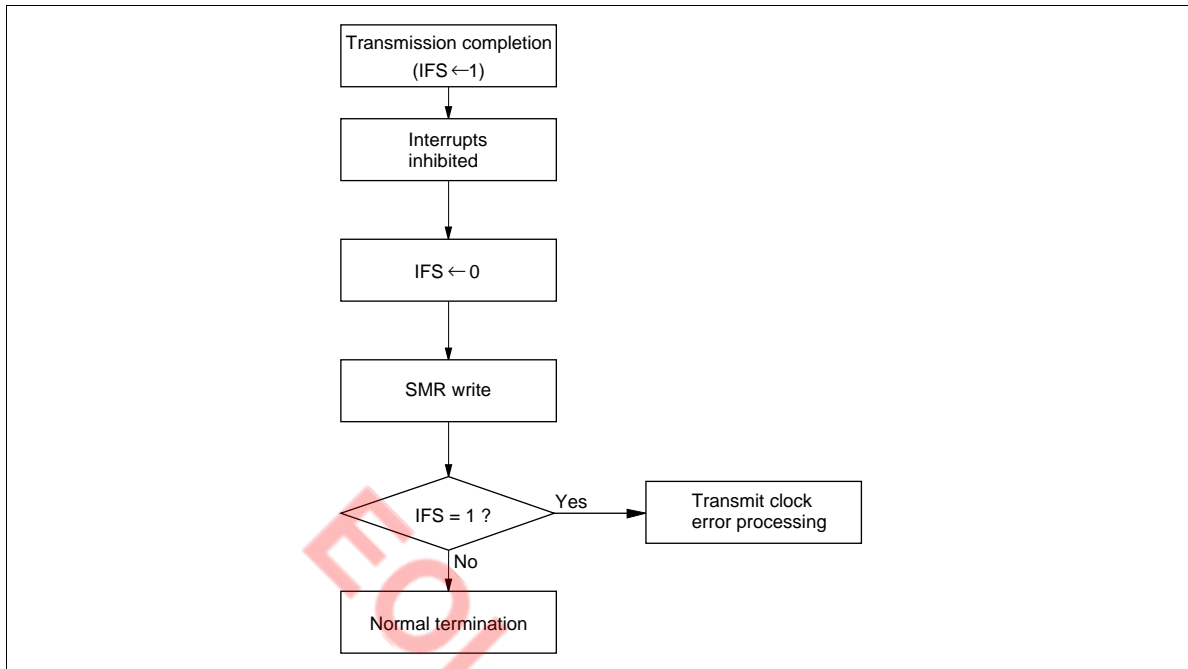 Transmission completion
(IFS ← 1)
Interrupts
inhibited
IFS ← 0
SMR write
IFS = 1 ?
Yes
Transmit clock
error processing
No
Normal termination
EOL